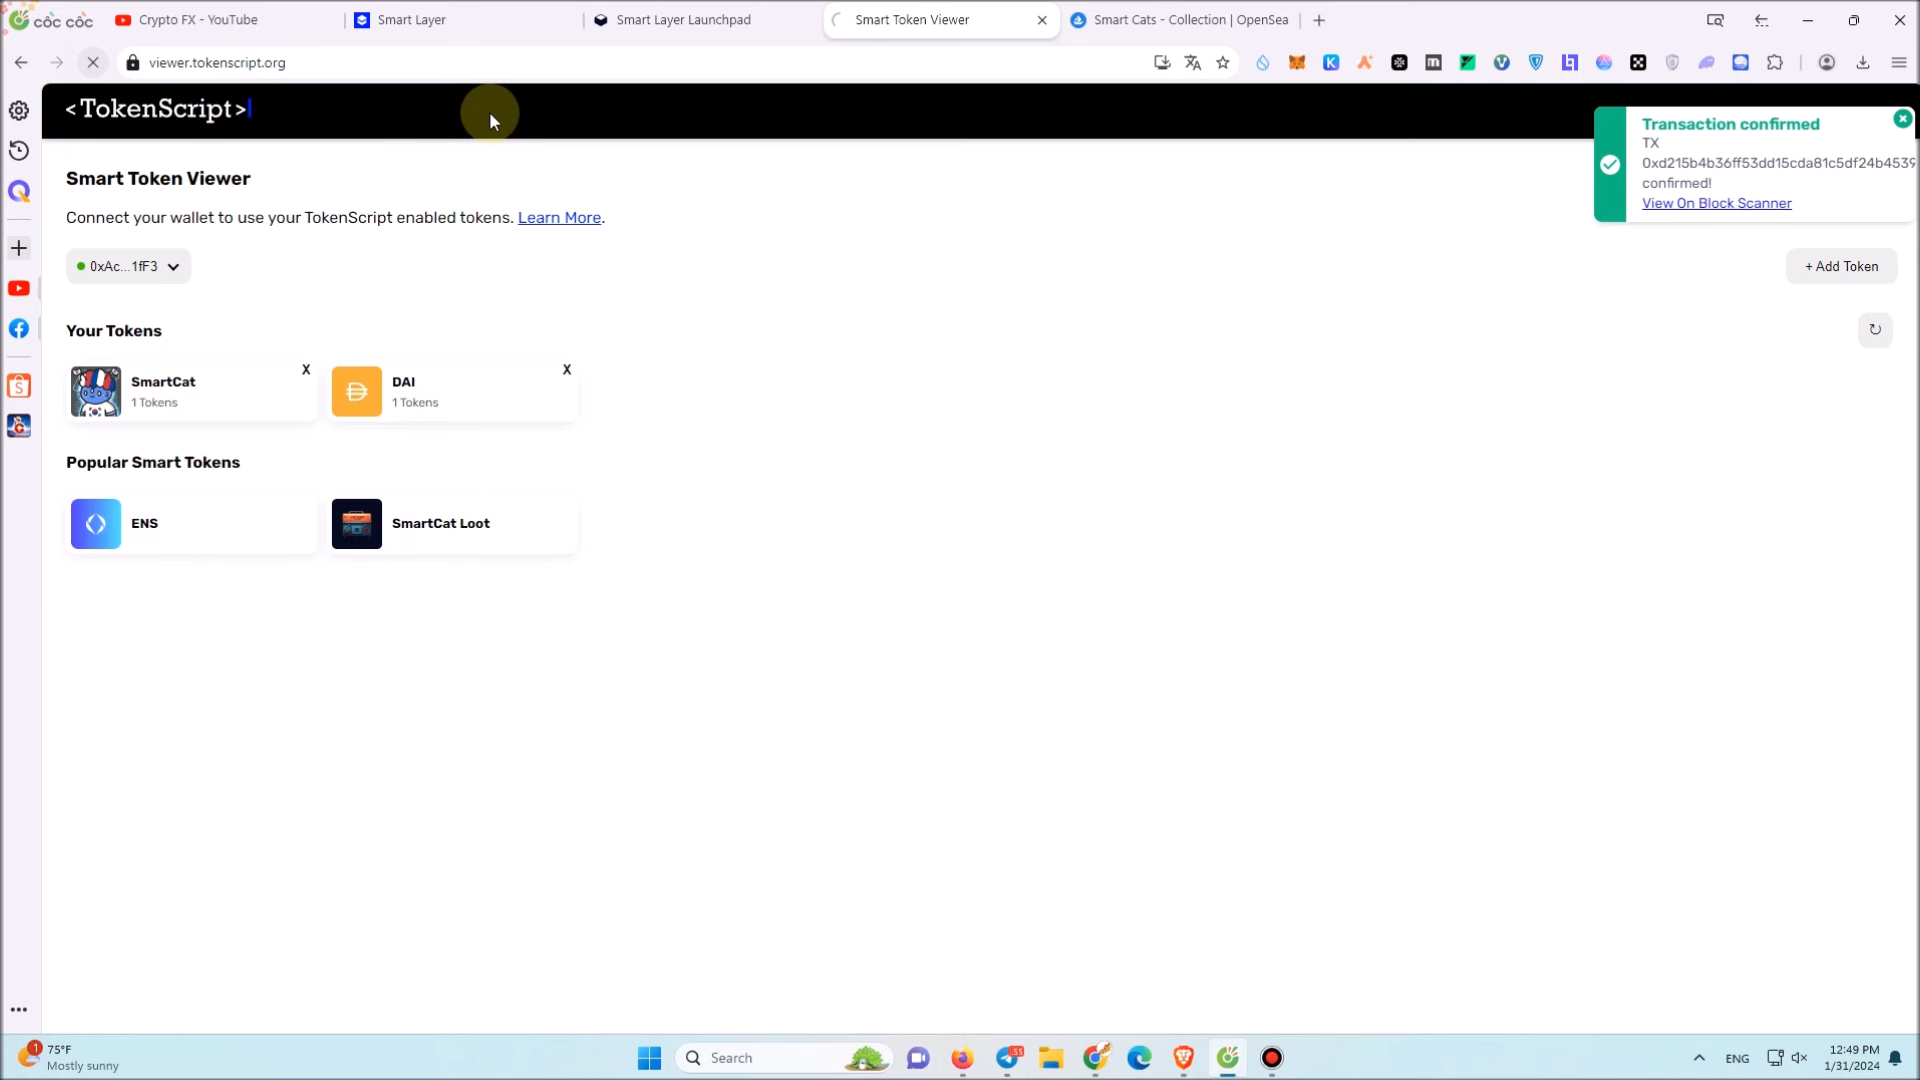 cốc cốc
Crypto FX - YouTube
Smart Layer
Smart Layer Launchpad
Smart Token Viewer
Smart Cats - Collection | OpenSea
viewer.tokenscript.org
<TokenScript>
Transaction confirmed
TX
0xd215b4b36ff53dd15cda81c5df24b4539
confirmed!
View On Block Scanner
Smart Token Viewer
Connect your wallet to use your TokenScript enabled tokens. Learn More.
0xAc...1fF3
+ Add Token
Your Tokens
SmartCat
X
1 Tokens
DAI
X
1 Tokens
Popular Smart Tokens
ENS
SmartCat Loot
1
75°F
Mostly sunny
Search
55
ENG
12:49 PM
1/31/2024